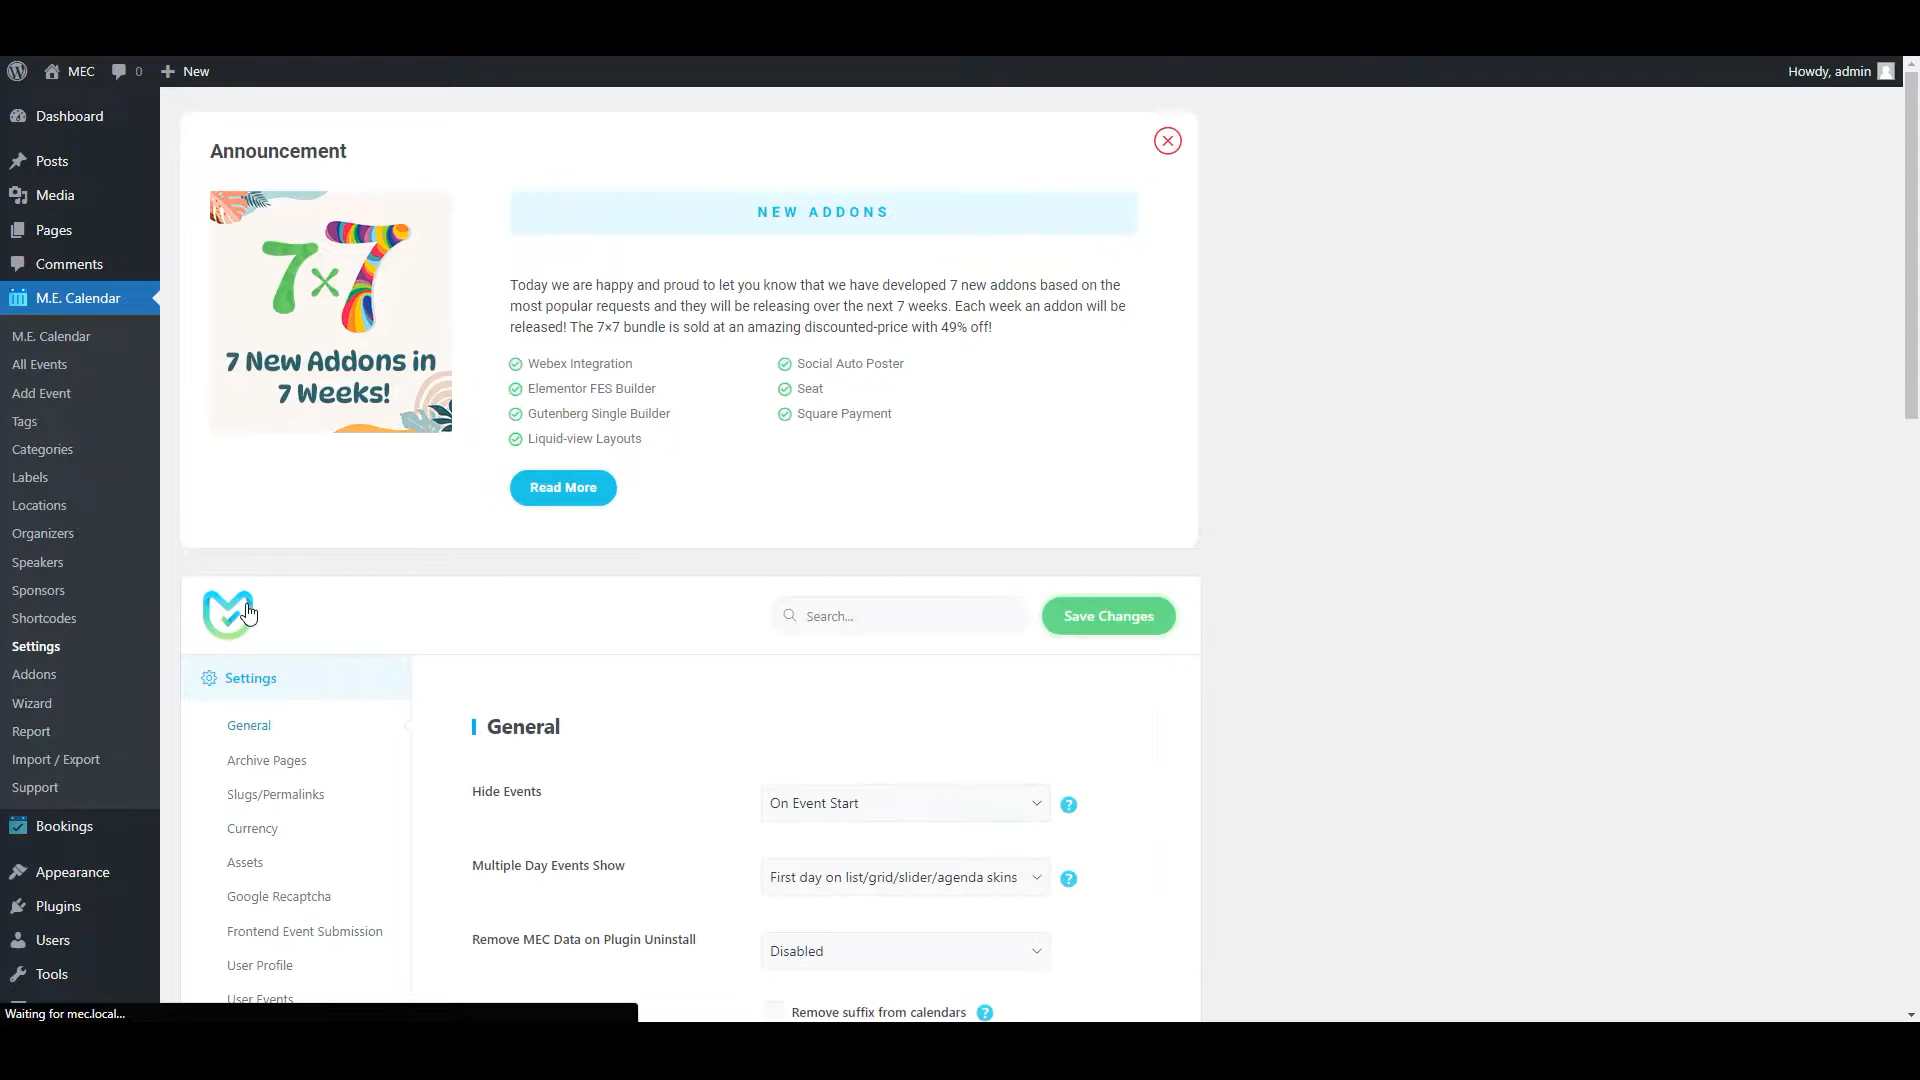 MEC
0
New
Howdy, admin
Dashboard
Posts
Media
Pages
Comments
M.E. Calendar
M.E. Calendar
All Events
Add Event
Tags
Categories
Labels
Locations
Organizers
Speakers
Sponsors
Shortcodes
Settings
Addons
Wizard
Report
Import / Export
Support
Bookings
Appearance
Plugins
Users
Tools
Waiting for mec.local...
Announcement
7×7
7 New Addons in
7 Weeks!
NEW ADDONS
Today we are happy and proud to let you know that we have developed 7 new addons based on the
most popular requests and they will be releasing over the next 7 weeks. Each week an addon will be
released! The 7×7 bundle is sold at an amazing discounted-price with 49% off!
Webex Integration
Elementor FES Builder
Gutenberg Single Builder
Liquid-view Layouts
Social Auto Poster
Seat
Square Payment
Read More
Search...
Save Changes
Settings
General
Archive Pages
Slugs/Permalinks
Currency
Assets
Google Recaptcha
Frontend Event Submission
User Profile
User Events
General
Hide Events
On Event Start
?
Multiple Day Events Show
First day on list/grid/slider/agenda skins
?
Remove MEC Data on Plugin Uninstall
Disabled
Remove suffix from calendars
?